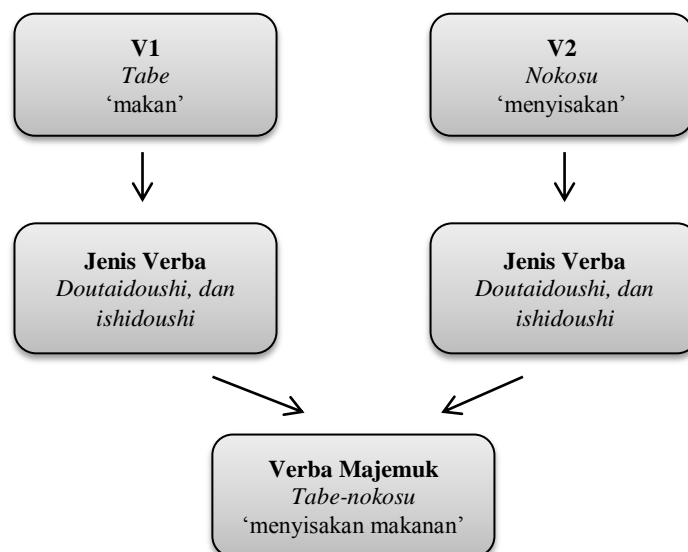 V1
Tabe
‘makan’
V2
Nokosu
‘menyisakan’
Jenis Verba
Doutaidoushi, dan
ishidoushi
Jenis Verba
Doutaidoushi, dan
ishidoushi
Verba Majemuk
Tabe-nokosu
‘menyisakan makanan’